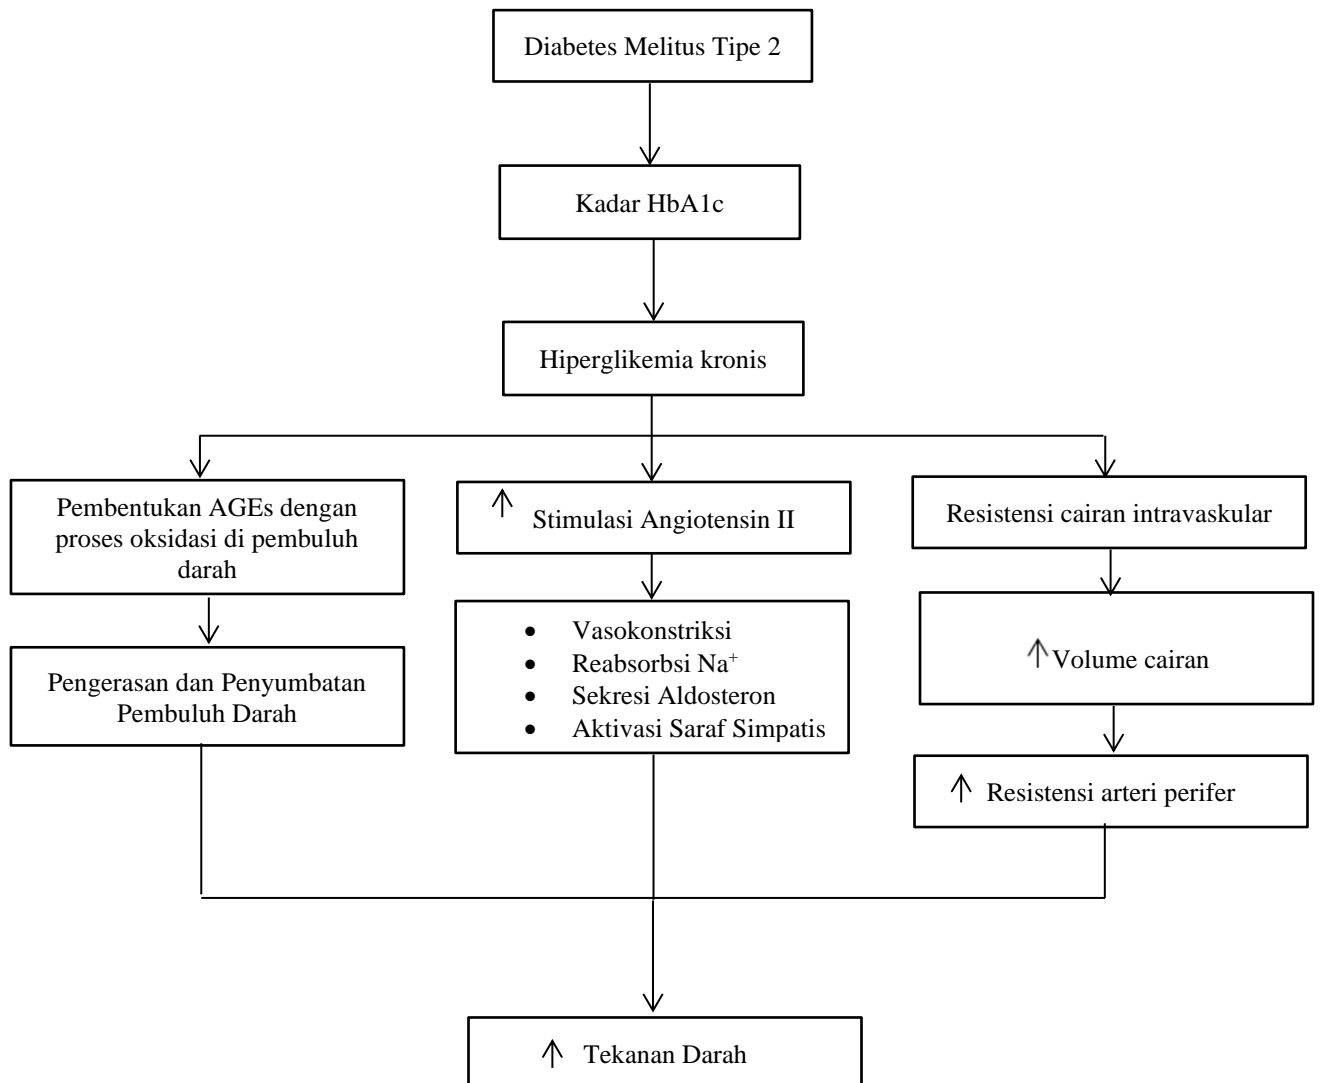 Diabetes Melitus Tipe 2
Kadar HbA1c
Hiperglikemia kronis
Pembentukan AGEs dengan
proses oksidasi di pembuluh
darah
Pengerasan dan Penyumbatan
Pembuluh Darah
↑ Stimulasi Angiotensin II
• Vasokonstriksi
• Reabsorbsi Na⁺
• Sekresi Aldosteron
• Aktivasi Saraf Simpatis
Resistensi cairan intravaskular
↑Volume cairan
↑ Resistensi arteri perifer
↑ Tekanan Darah